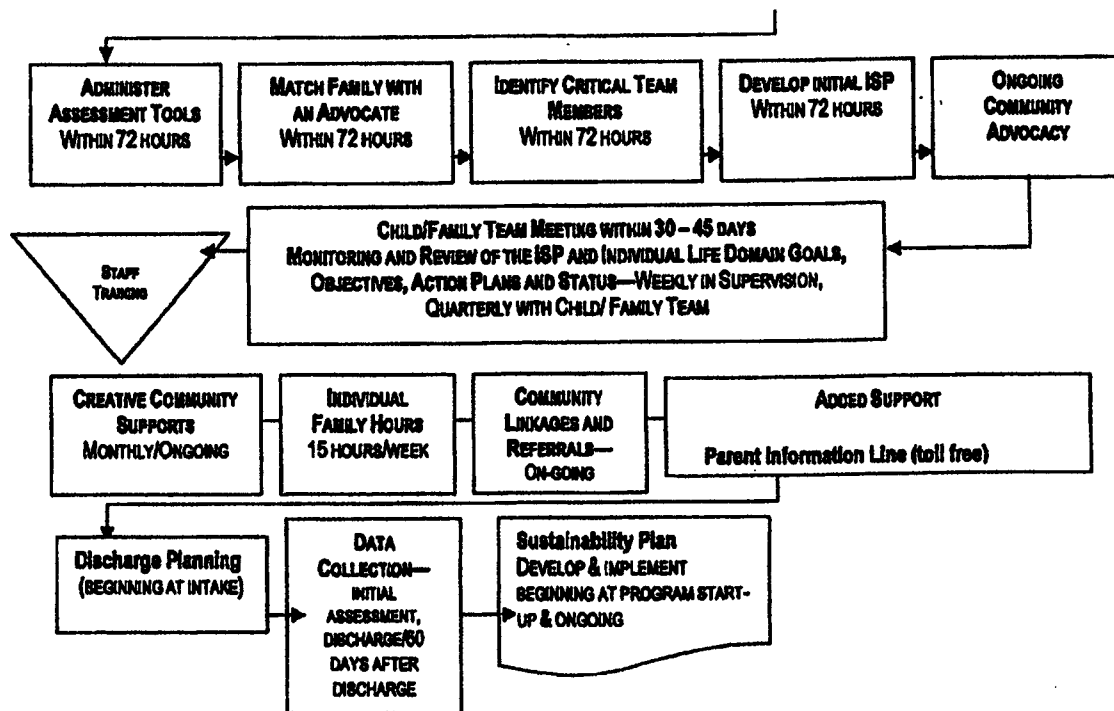 ADMINISTER
ASSESSMENT TOOLS
WITHIN 72 HOURS
MATCH FAMILY WITH
AN ADVOCATE
WITHIN 72 HOURS
IDENTIFY CRITICAL TEAM
MEMBERS
WITHIN 72 HOURS
DEVELOP INITIAL ISP
WITHIN 72 HOURS
ONGOING
COMMUNITY
ADVOCACY
CHILD/FAMILY TEAM MEETING WITHIN 30 – 45 DAYS
MONITORING AND REVIEW OF THE ISP AND INDIVIDUAL LIFE DOMAIN GOALS,
OBJECTIVES, ACTION PLANS AND STATUS—WEEKLY IN SUPERVISION,
QUARTERLY WITH CHILD/ FAMILY TEAM
STAFF
TRAINING
CREATIVE COMMUNITY
SUPPORTS
MONTHLY/ONGOING
INDIVIDUAL
FAMILY HOURS
15 HOURS/WEEK
COMMUNITY
LINKAGES AND
REFERRALS—
ON-GOING
ADDED SUPPORT
Parent Information Line (toll free)
Discharge Planning
(BEGINNING AT INTAKE)
DATA
COLLECTION—
INITIAL
ASSESSMENT,
DISCHARGE/60
DAYS AFTER
DISCHARGE
Sustainability Plan
DEVELOP & IMPLEMENT
BEGINNING AT PROGRAM START-
UP & ONGOING